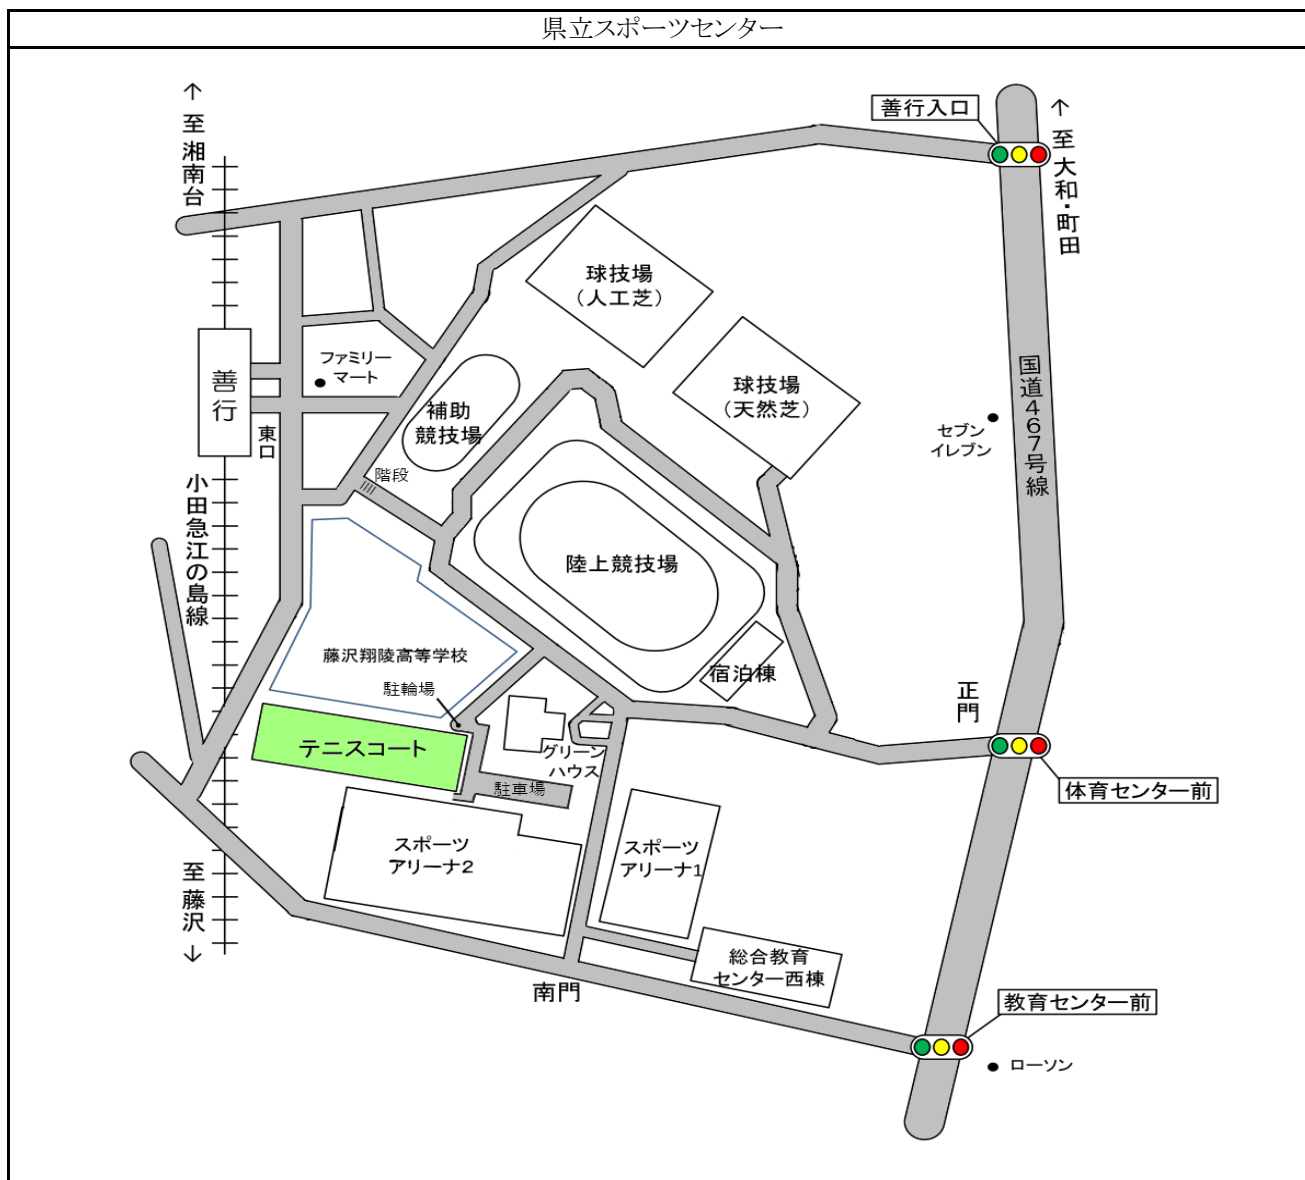 県立スポーツセンター
↑至湘南台
善行入口
↑至大和・町田
球技場
（人工芝）
球技場
（天然芝）
ファミリー
マート
善行
東口
補助
競技場
階段
セブン
イレブン
国道467号線
小田急江の島線
陸上競技場
藤沢翔陵高等学校
駐輪場
宿泊棟
正門
テニスコート
グリーン
ハウス
駐車場
体育センター前
スポーツ
アリーナ2
スポーツ
アリーナ1
至藤沢↓
総合教育
センター西棟
南門
教育センター前
ローソン